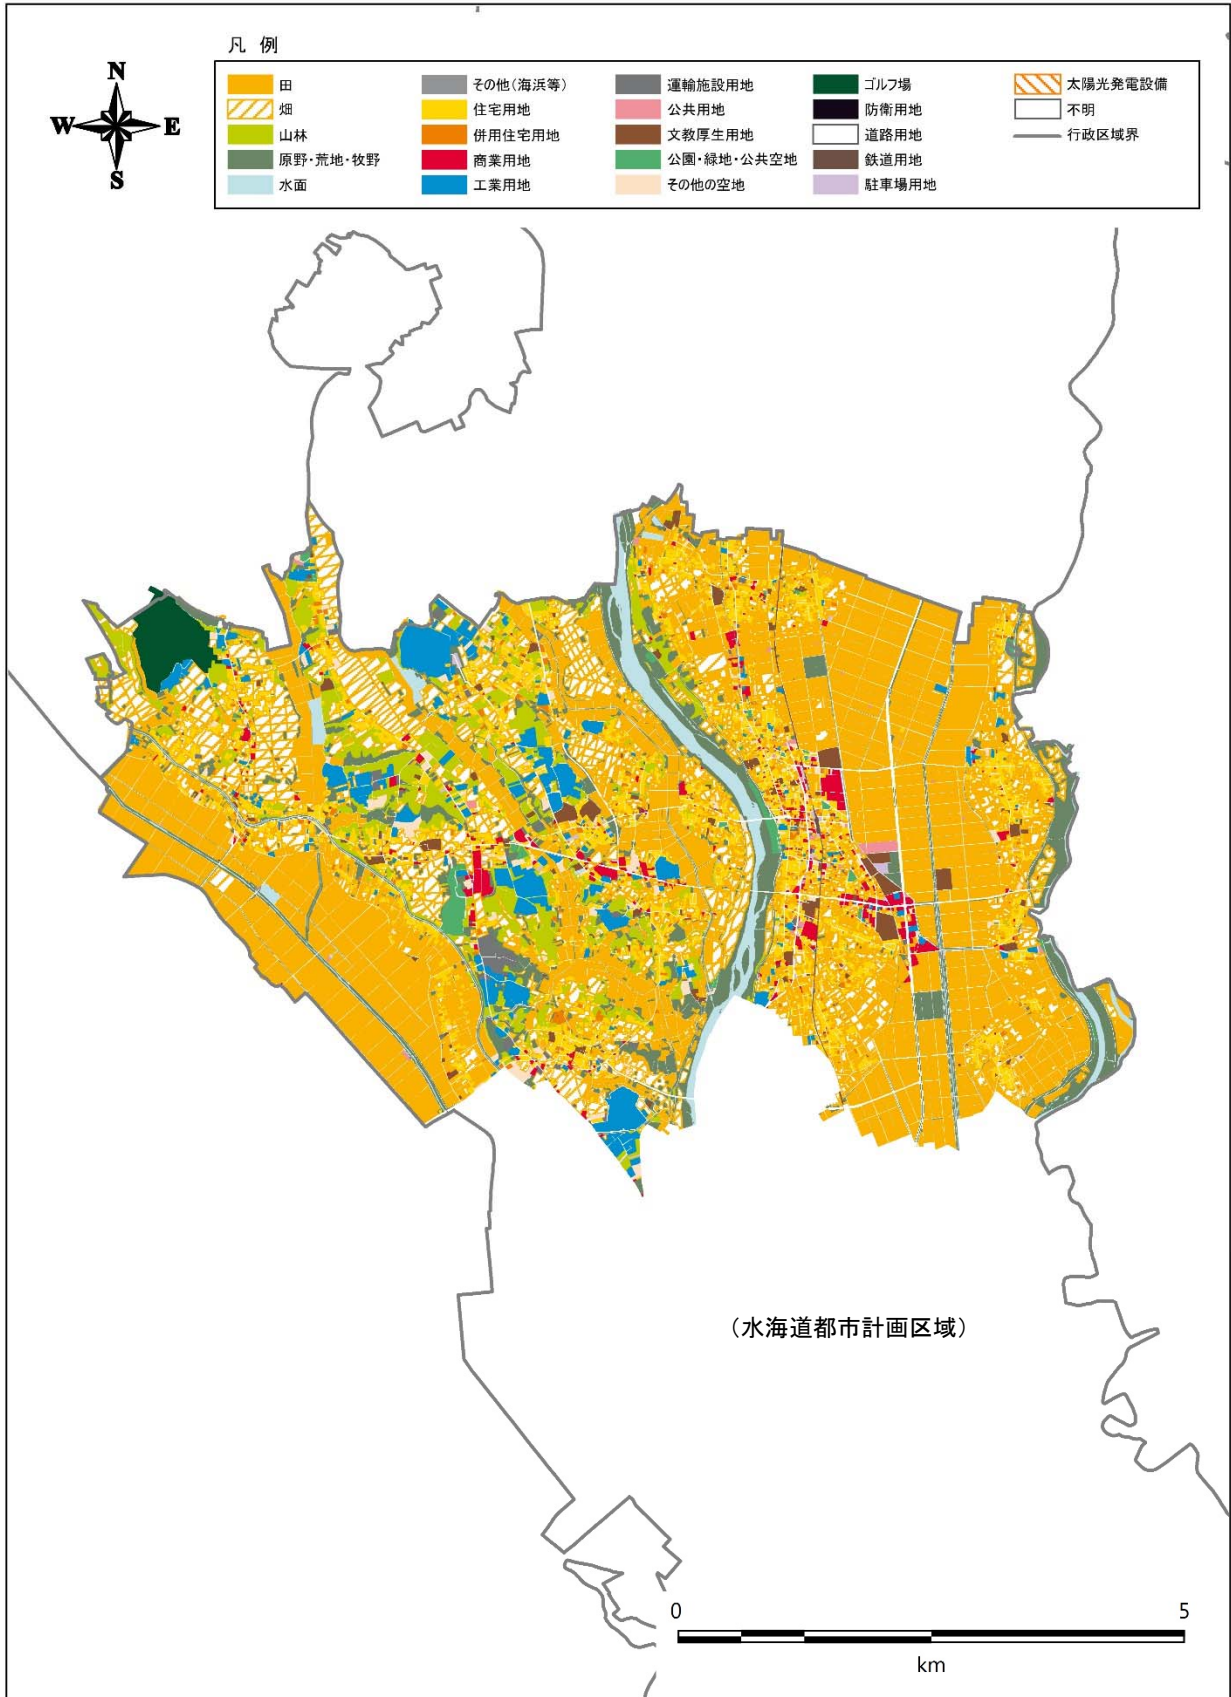 凡 例
N
W E
S
田
畑
山林
原野・荒地・牧野
水面
その他(海浜等)
住宅用地
併用住宅用地
商業用地
工業用地
運輸施設用地
公共用地
文教厚生用地
公園・緑地・公共空地
その他の空地
ゴルフ場
防衛用地
道路用地
鉄道用地
駐車場用地
太陽光発電設備
不明
行政区域界
(水海道都市計画区域)
0 5
km